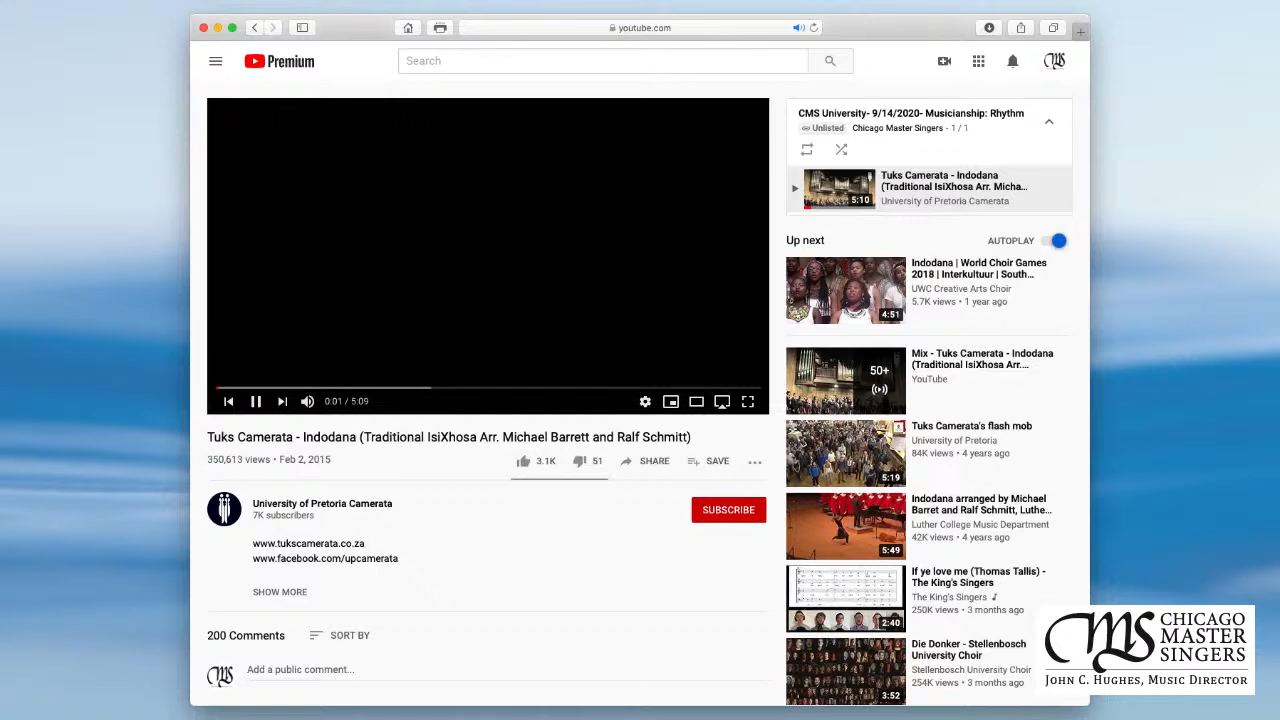 youtube.com
Premium
Search
CMS University- 9/14/2020- Musicianship: Rhythm
Unlisted Chicago Master Singers - 1 / 1
Tuks Camerata - Indodana
(Traditional IsiXhosa Arr. Micha...
University of Pretoria Camerata
5:10
Up next
AUTOPLAY
Indodana | World Choir Games
2018 | Interkultuur | South...
UWC Creative Arts Choir
5.7K views • 1 year ago
4:51
Mix - Tuks Camerata - Indodana
(Traditional IsiXhosa Arr....
YouTube
50+
Tuks Camerata's flash mob
University of Pretoria
84K views • 4 years ago
5:19
Indodana arranged by Michael
Barret and Ralf Schmitt, Luthe...
Luther College Music Department
42K views • 4 years ago
5:49
If ye love me (Thomas Tallis) -
The King's Singers
The King's Singers
250K views • 3 months ago
2:40
Die Donker - Stellenbosch
University Choir
Stellenbosch University Choir
254K views • 3 months ago
3:52
0:01 / 5:09
Tuks Camerata - Indodana (Traditional IsiXhosa Arr. Michael Barrett and Ralf Schmitt)
350,613 views • Feb 2, 2015
3.1K 51 SHARE SAVE
University of Pretoria Camerata
7K subscribers
SUBSCRIBE
www.tukscamerata.co.za
www.facebook.com/upcamerata
SHOW MORE
200 Comments SORT BY
CMS
Add a public comment...
CMS
CHICAGO
MASTER
SINGERS
JOHN C. HUGHES, MUSIC DIRECTOR